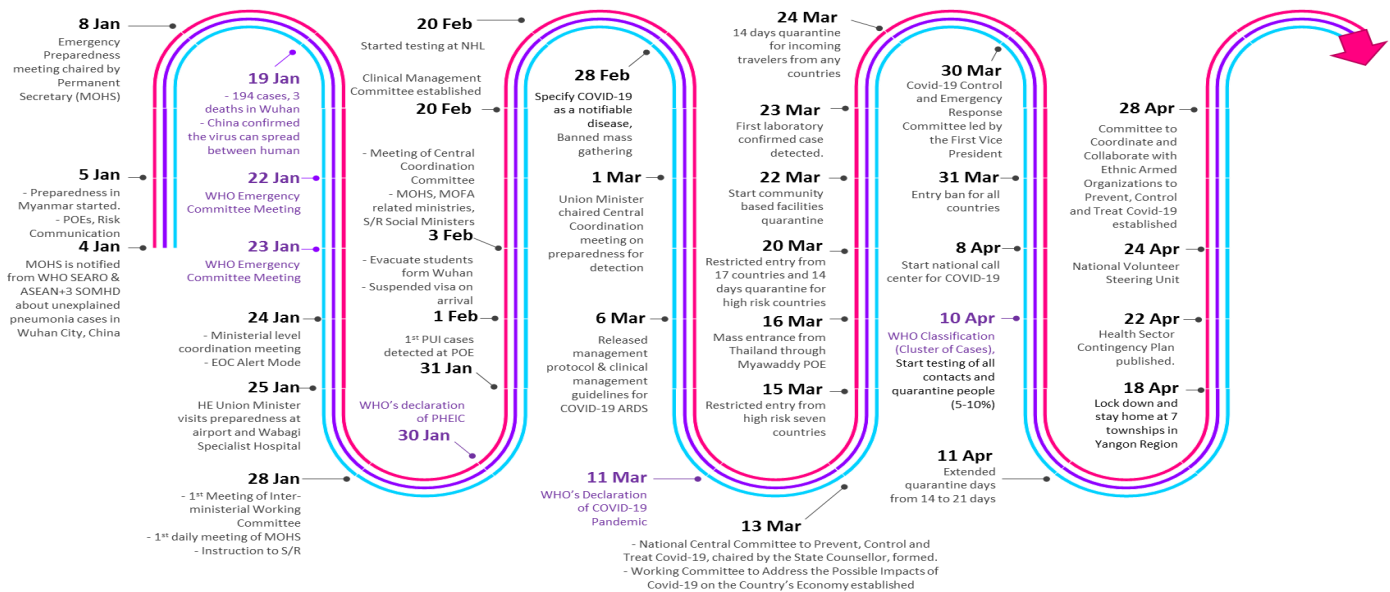 8 Jan
Emergency
Preparedness
meeting chaired by
Permanent
Secretary (MOHS)
5 Jan
- Preparedness in
Myanmar started.
- POEs, Risk
Communication
4 Jan
MOHS is notified
from WHO SEARO &
ASEAN+3 SOMHD
about unexplained
pneumonia cases in
Wuhan City, China
19 Jan
- 194 cases, 3
deaths in Wuhan
- China confirmed
the virus can spread
between human
22 Jan
WHO Emergency
Committee Meeting
23 Jan
WHO Emergency
Committee Meeting
24 Jan
- Ministerial level
coordination meeting
- EOC Alert Mode
25 Jan
HE Union Minister
visits preparedness at
airport and Wabagi
Specialist Hospital
28 Jan
- 1st Meeting of Inter-
ministerial Working
Committee
- 1st daily meeting of MOHS
- Instruction to S/R
20 Feb
Started testing at NHL
Clinical Management
Committee established
20 Feb
- Meeting of Central
Coordination
Committee
- MOHS, MOFA
related ministries,
S/R Social Ministers
3 Feb
- Evacuate students
form Wuhan
- Suspended visa on
arrival
1 Feb
1st PUI cases
detected at POE
31 Jan
WHO's declaration
of PHEIC
30 Jan
28 Feb
Specify COVID-19
as a notifiable
disease,
Banned mass
gathering
1 Mar
Union Minister
chaired Central
Coordination
meeting on
preparedness for
detection
6 Mar
Released
management
protocol & clinical
management
guidelines for
COVID-19 ARDS
11 Mar
WHO's Declaration
of COVID-19
Pandemic
13 Mar
- National Central Committee to Prevent, Control and
Treat Covid-19, chaired by the State Counsellor, formed.
- Working Committee to Address the Possible Impacts of
Covid-19 on the Country's Economy established
24 Mar
14 days quarantine
for incoming
travelers from any
countries
23 Mar
First laboratory
confirmed case
detected.
22 Mar
Start community
based facilities
quarantine
20 Mar
Restricted entry from
17 countries and 14
days quarantine for
high risk countries
16 Mar
Mass entrance from
Thailand through
Myawaddy POE
15 Mar
Restricted entry from
high risk seven
countries
30 Mar
Covid-19 Control
and Emergency
Response
Committee led by
the First Vice
President
31 Mar
Entry ban for all
countries
8 Apr
Start national call
center for COVID-19
10 Apr
WHO Classification
(Cluster of Cases),
Start testing of all
contacts and
quarantine people
(5-10%)
11 Apr
Extended
quarantine days
from 14 to 21 days
28 Apr
Committee to
Coordinate and
Collaborate with
Ethnic Armed
Organizations to
Prevent, Control
and Treat Covid-19
established
24 Apr
National Volunteer
Steering Unit
22 Apr
Health Sector
Contingency Plan
published.
18 Apr
Lock down and
stay home at 7
townships in
Yangon Region